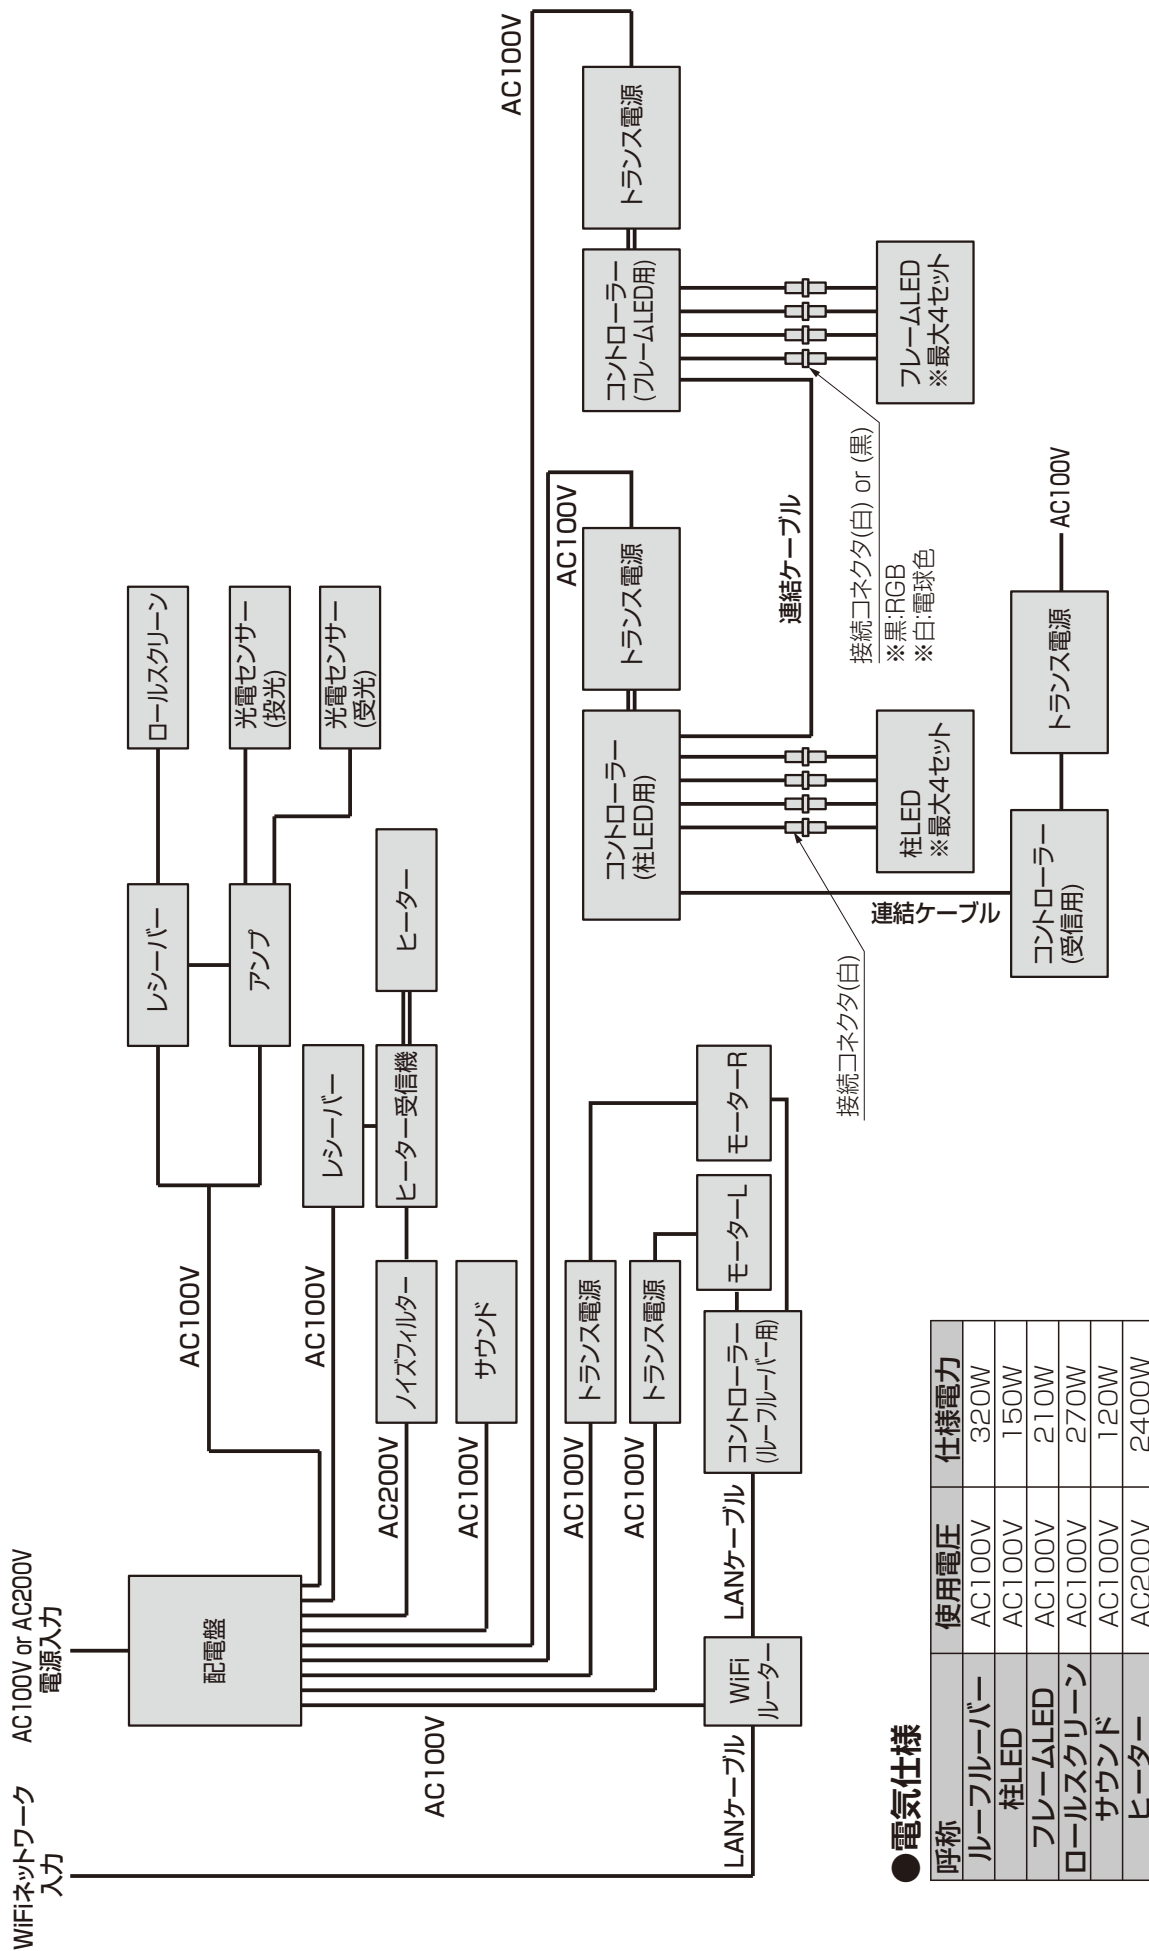 WiFiネットワーク
入力
AC100V or AC200V
電源入力
配電盤
AC100V
レシーバー
ロールスクリーン
アンプ
光電センサー
(投光)
光電センサー
(受光)
AC100V
レシーバー
AC200V
ノイズフィルター
ヒーター受信機
ヒーター
AC100V
サウンド
AC100V
トランス電源
コントローラー
(フレームLED用)
フレームLED
※最大4セット
接続コネクタ(白) or (黒)
※黒:RGB
※白:電球色
連結ケーブル
AC100V
トランス電源
コントローラー
(柱LED用)
柱LED
※最大4セット
接続コネクタ(白)
連結ケーブル
コントローラー
(受信用)
トランス電源
AC100V
AC100V
トランス電源
モーターR
AC100V
トランス電源
モーターL
コントローラー
(ルーフルーバー用)
LANケーブル
WiFi
ルーター
AC100V
LANケーブル
●電気仕様
呼称 使用電圧 仕様電力
ルーフルーバー AC100V 320W
柱LED AC100V 150W
フレームLED AC100V 210W
ロールスクリーン AC100V 270W
サウンド AC100V 120W
ヒーター AC200V 2400W